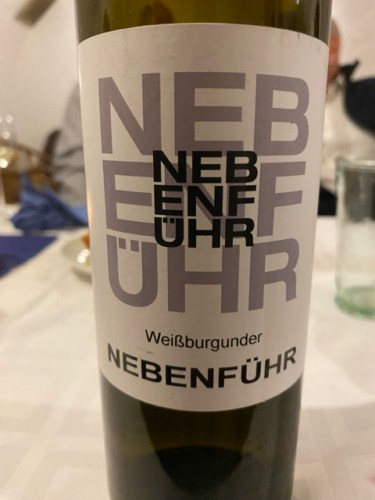 NEB
ENF
ÜHR
NEB
ENF
ÜHR
Weißburgunder
NEBENFÜHR